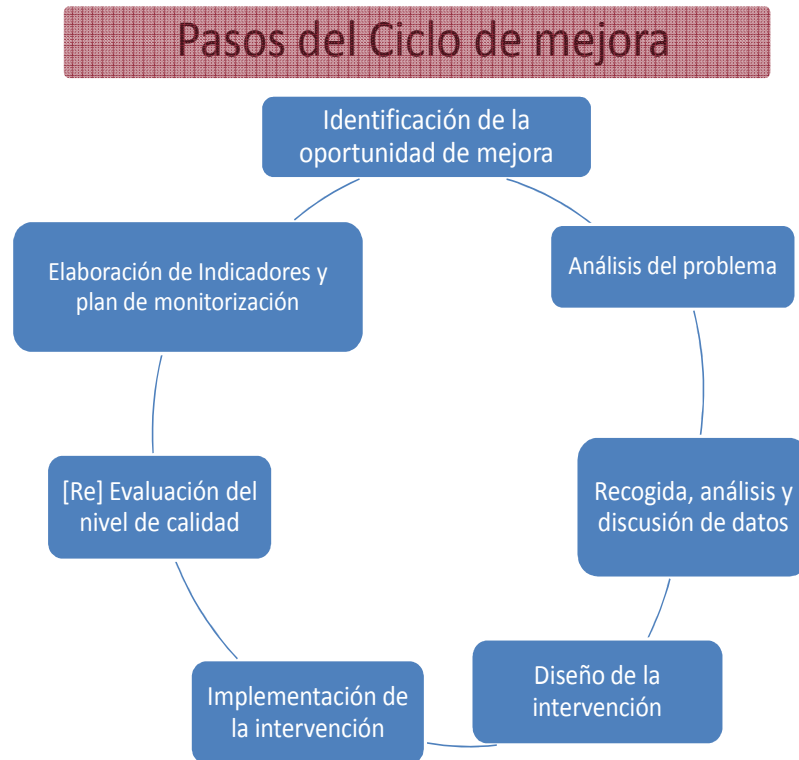 Pasos del Ciclo de mejora
Identificación de la
oportunidad de mejora
Análisis del problema
Recogida, análisis y
discusión de datos
Diseño de la
intervención
Implementación de
la intervención
[Re] Evaluación del
nivel de calidad
Elaboración de Indicadores y
plan de monitorización